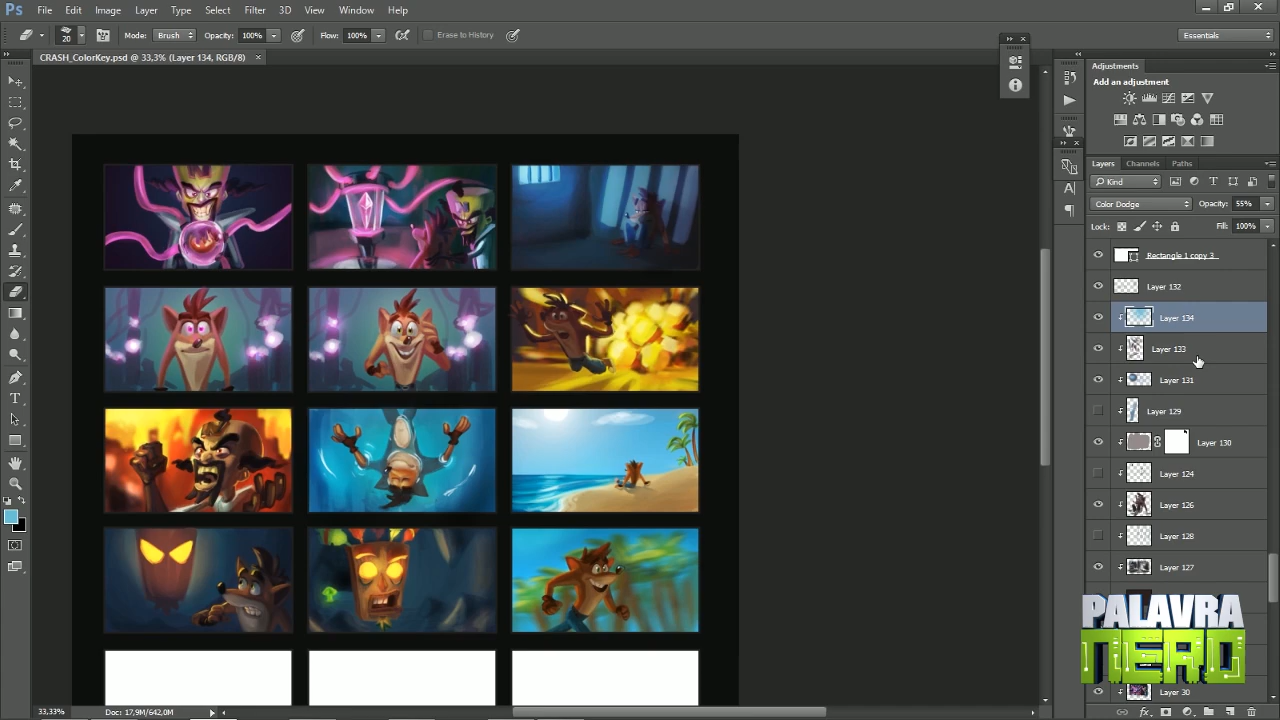 Ps File Edit Image Layer Type Select Filter 3D View Window Help
20 Mode: Brush Opacity: 100% Flow: 100% Erase to History Essentials
CRASH_ColorKey.psd @ 33,3% (Layer 134, RGB/8) ×
Adjustments
Add an adjustment
Layers Channels Paths
Kind
Color Dodge Opacity: 55%
Lock: Fill: 100%
Rectangle 1 copy 3
Layer 132
Layer 134
Layer 133
Layer 131
Layer 129
Layer 130
Layer 124
Layer 126
Layer 128
Layer 127
PALAVRA
NERD
Layer 30
33,33% Doc: 17,9M/642,0M